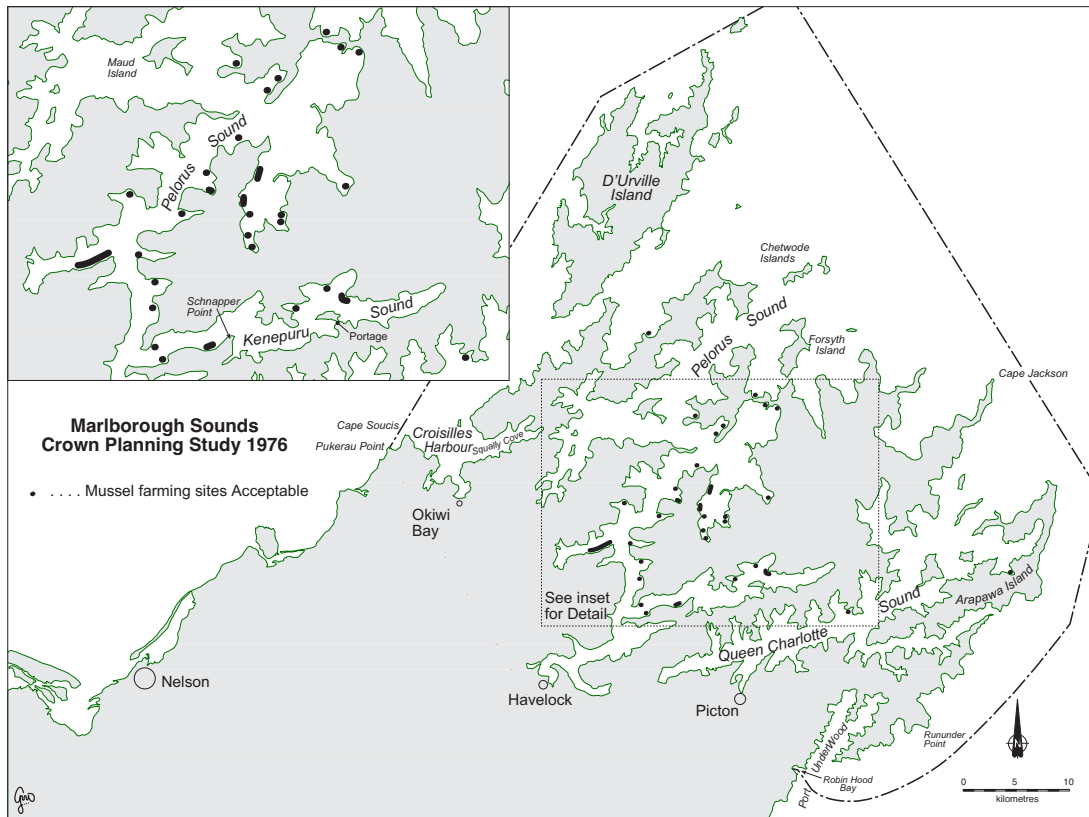 Maud
Island
Pelorus Sound
Schnapper
Point
Kenepuru Sound
Portage
Marlborough Sounds
Crown Planning Study 1976
. . . . Mussel farming sites Acceptable
D'Urville
Island
Chetwode
Islands
Pelorus Sound
Forsyth
Island
Cape Jackson
Cape Soucis
Pukerau Point
Croisilles
Harbour
Squally Cove
Okiwi
Bay
See inset
for Detail
Arapawa Island
Queen Charlotte Sound
Nelson
Havelock
Picton
Port UnderWood
Rununder
Point
Robin Hood
Bay
N
0 5 10
kilometres